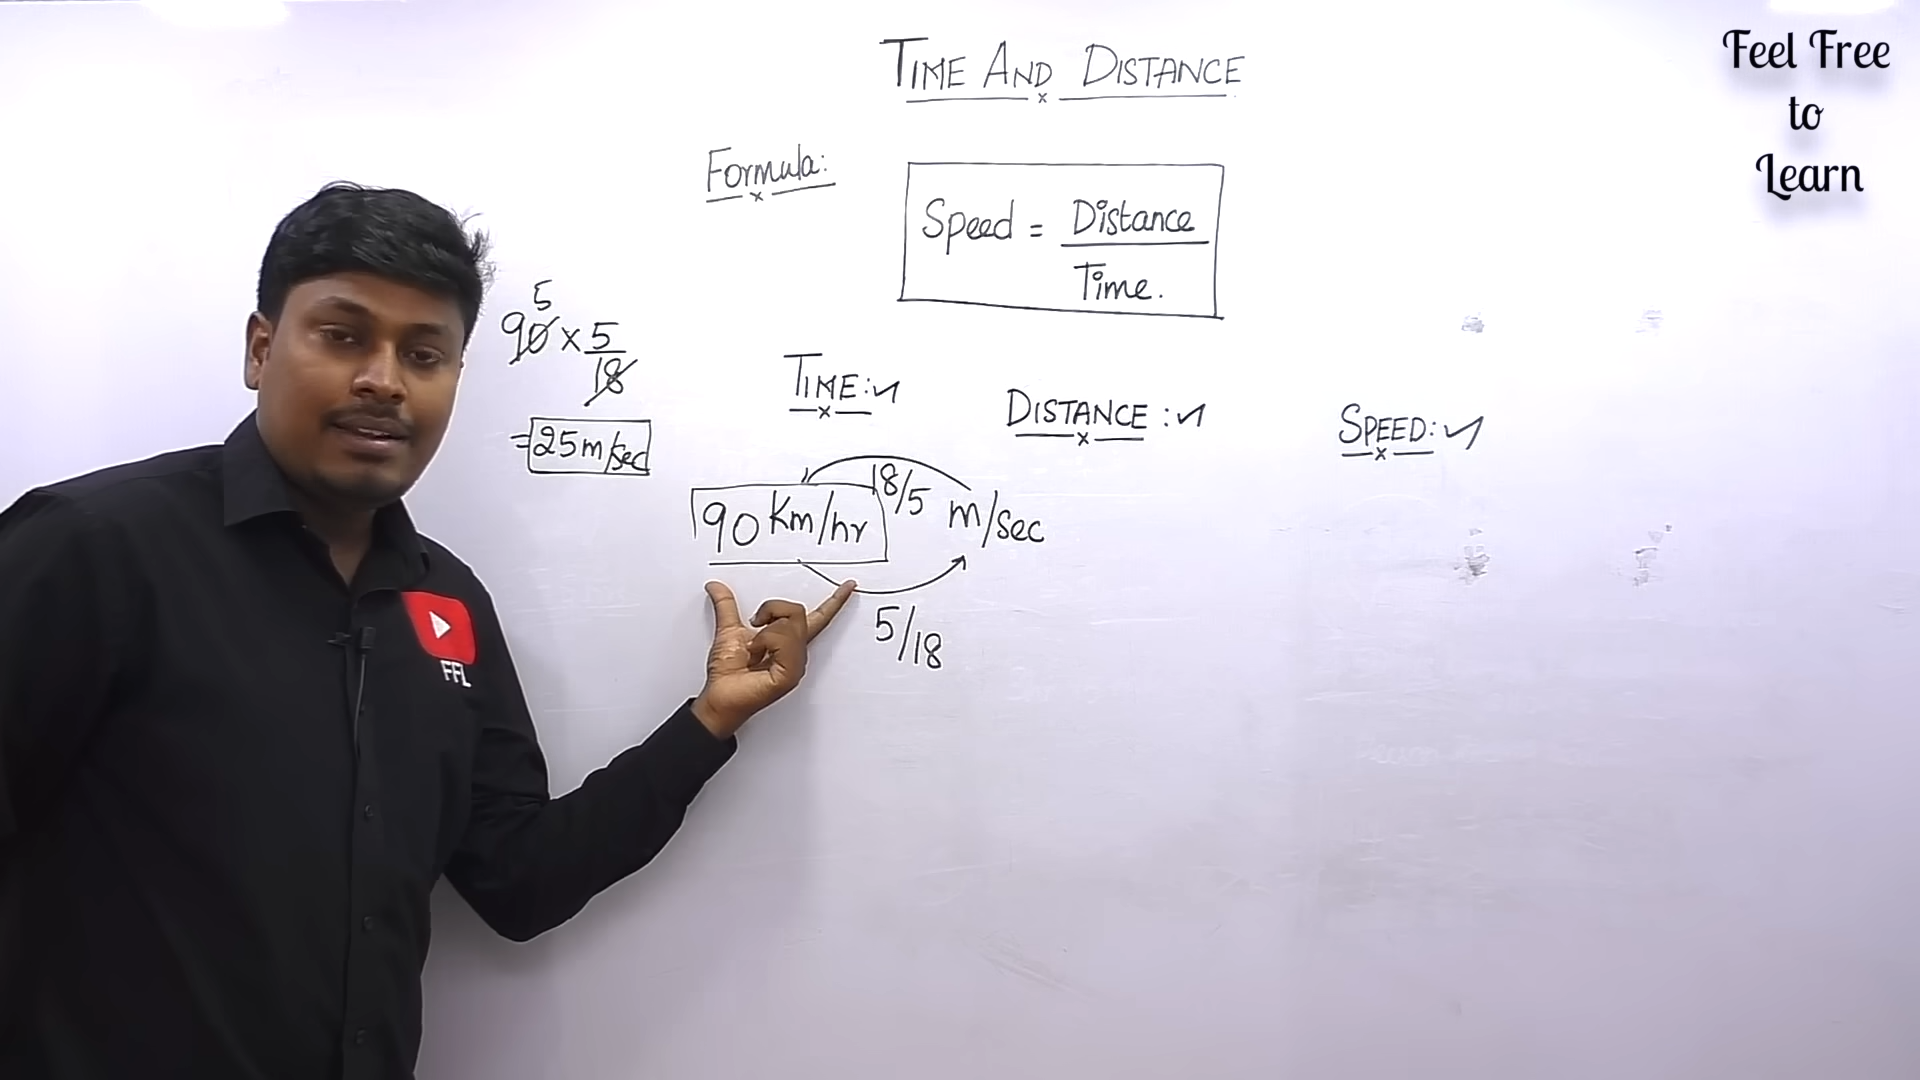 TIME AND DISTANCE
Feel Free
to
Learn
Formula:
Speed = Distance
Time.
5
90 x 5
18
= 25 m/sec
TIME:
DISTANCE:
SPEED:
90 Km/hr 18/5 m/sec
5/18
FFL